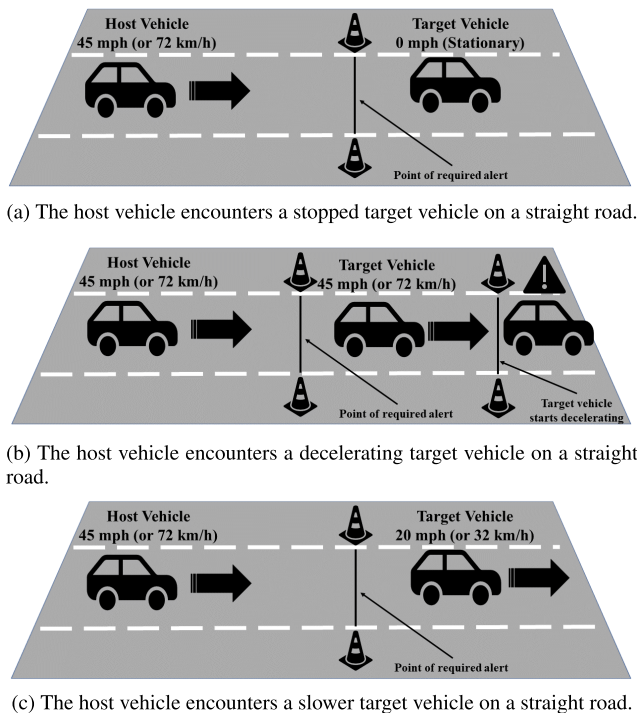 Host Vehicle
45 mph (or 72 km/h)
Target Vehicle
0 mph (Stationary)
Point of required alert
(a) The host vehicle encounters a stopped target vehicle on a straight road.
Host Vehicle
45 mph (or 72 km/h)
Target Vehicle
45 mph (or 72 km/h)
Point of required alert
Target vehicle
starts decelerating
(b) The host vehicle encounters a decelerating target vehicle on a straight
road.
Host Vehicle
45 mph (or 72 km/h)
Target Vehicle
20 mph (or 32 km/h)
Point of required alert
(c) The host vehicle encounters a slower target vehicle on a straight road.